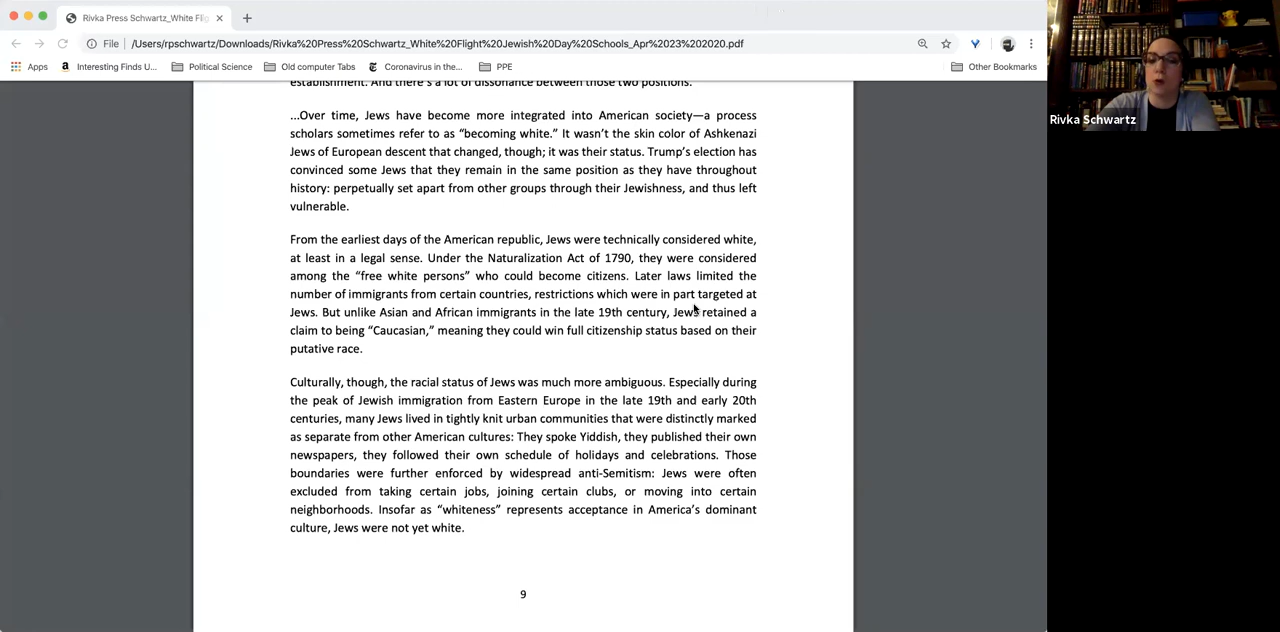 Rivka Press Schwartz_White Flig
File
/Users/rpschwartz/Downloads/Rivka%20Press%20Schwartz_White%20Flight%20Jewish%20Day%20Schools_Apr%2023%202020.pdf
Apps
Interesting Finds U...
Political Science
Old computer Tabs
Coronavirus in the...
PPE
Other Bookmarks
Rivka Schwartz
establishment. And there's a lot of dissonance between those two positions.
...Over time, Jews have become more integrated into American society—a process
scholars sometimes refer to as “becoming white.” It wasn’t the skin color of Ashkenazi
Jews of European descent that changed, though; it was their status. Trump’s election has
convinced some Jews that they remain in the same position as they have throughout
history: perpetually set apart from other groups through their Jewishness, and thus left
vulnerable.
From the earliest days of the American republic, Jews were technically considered white,
at least in a legal sense. Under the Naturalization Act of 1790, they were considered
among the “free white persons” who could become citizens. Later laws limited the
number of immigrants from certain countries, restrictions which were in part targeted at
Jews. But unlike Asian and African immigrants in the late 19th century, Jews retained a
claim to being “Caucasian,” meaning they could win full citizenship status based on their
putative race.
Culturally, though, the racial status of Jews was much more ambiguous. Especially during
the peak of Jewish immigration from Eastern Europe in the late 19th and early 20th
centuries, many Jews lived in tightly knit urban communities that were distinctly marked
as separate from other American cultures: They spoke Yiddish, they published their own
newspapers, they followed their own schedule of holidays and celebrations. Those
boundaries were further enforced by widespread anti-Semitism: Jews were often
excluded from taking certain jobs, joining certain clubs, or moving into certain
neighborhoods. Insofar as “whiteness” represents acceptance in America’s dominant
culture, Jews were not yet white.
9